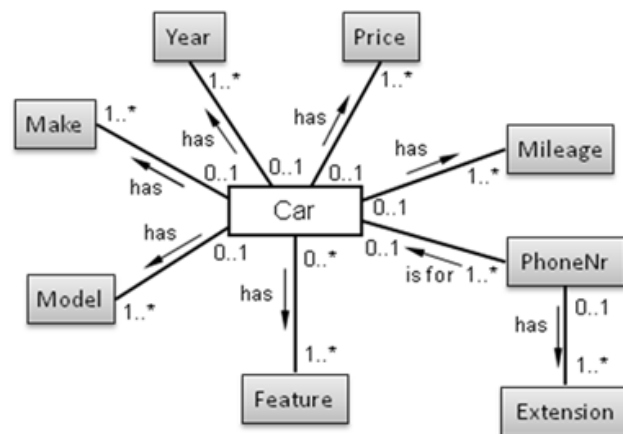 Year
Price
1..*
1..*
1..*
Make
has
has
has
Mileage
has
0..1
0..1
0..1
1..*
Car
0..1
has
0..1
0..*
0..1
is for
1..*
PhoneNr
Model
1..*
has
has
0..1
1..*
1..*
Feature
Extension